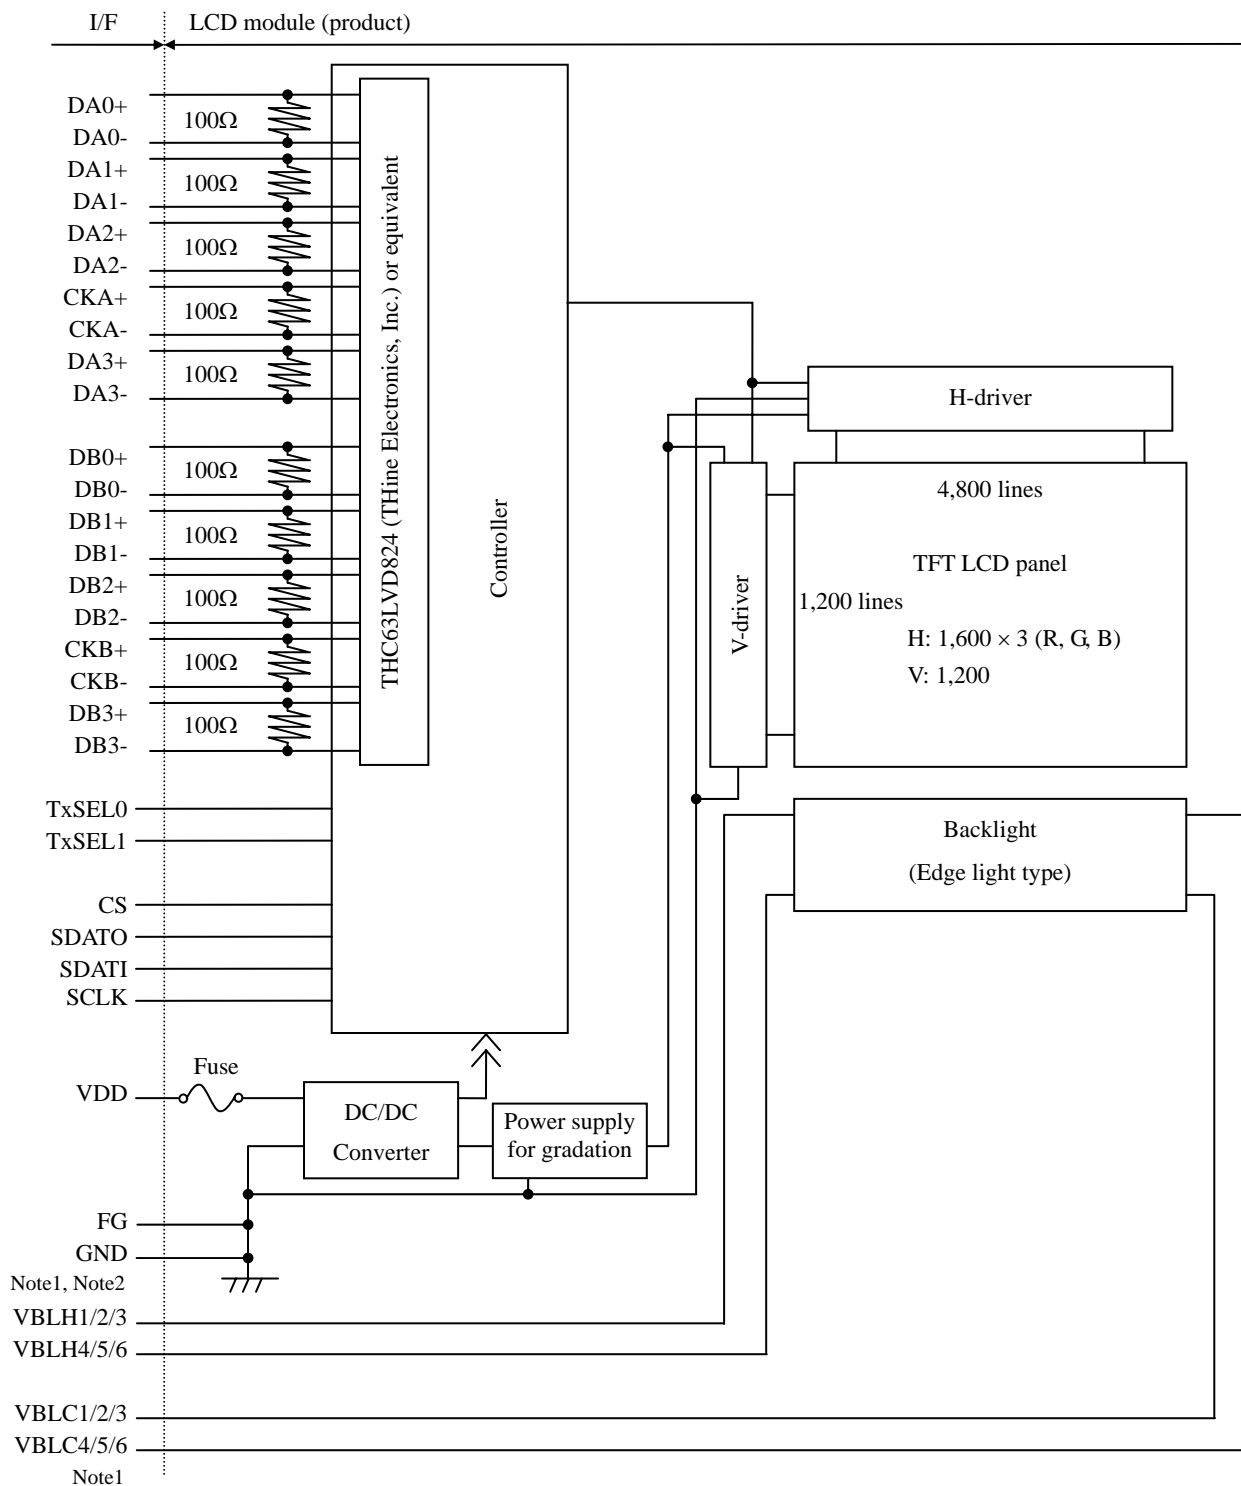 I/F
LCD module (product)
DA0+
100Ω
DA0-
DA1+
100Ω
DA1-
DA2+
100Ω
DA2-
CKA+
100Ω
CKA-
DA3+
100Ω
DA3-
DB0+
100Ω
DB0-
DB1+
100Ω
DB1-
DB2+
100Ω
DB2-
CKB+
100Ω
CKB-
DB3+
100Ω
DB3-
THC63LVD824 (THine Electronics, Inc.) or equivalent
Controller
H-driver
V-driver
4,800 lines
TFT LCD panel
1,200 lines
H: 1,600 × 3 (R, G, B)
V: 1,200
Backlight
(Edge light type)
TxSEL0
TxSEL1
CS
SDATO
SDATI
SCLK
Fuse
VDD
DC/DC
Converter
Power supply
for gradation
FG
GND
Note1, Note2
VBLH1/2/3
VBLH4/5/6
VBLC1/2/3
VBLC4/5/6
Note1